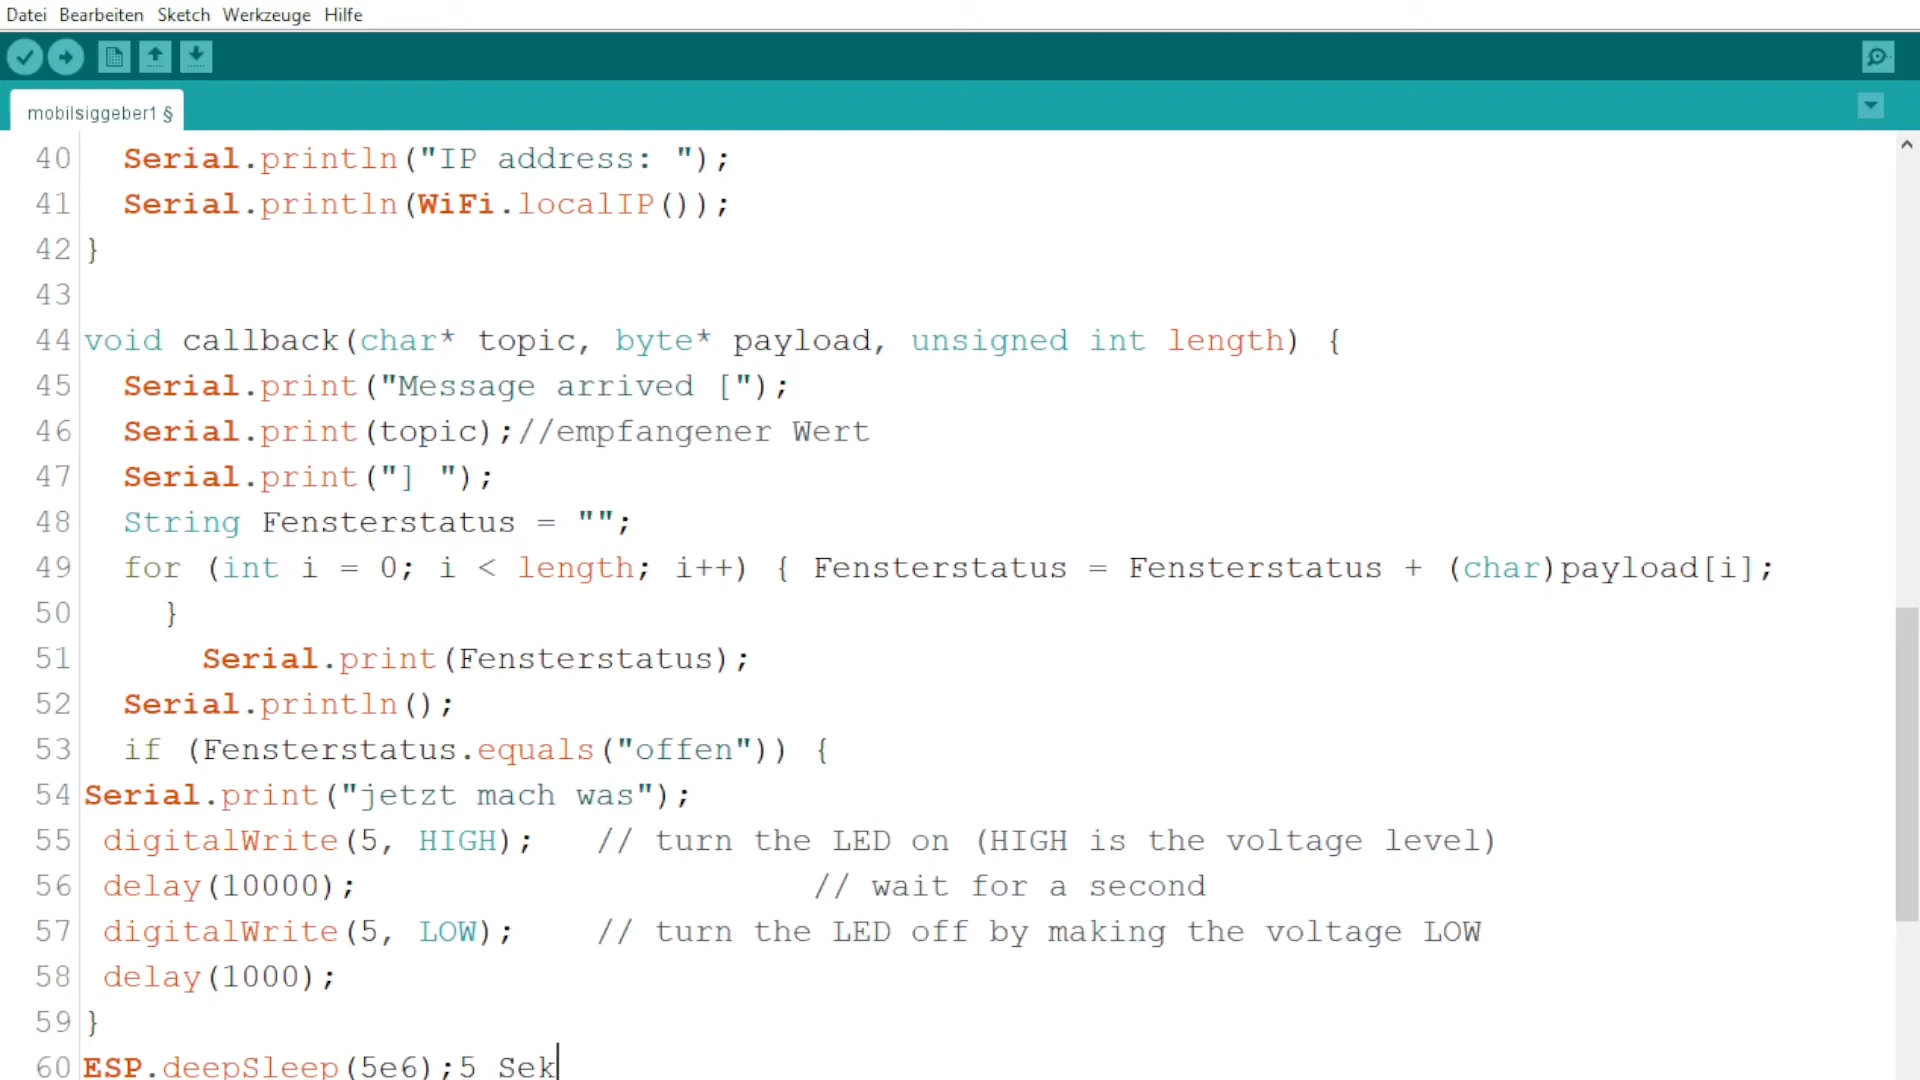 Datei Bearbeiten Sketch Werkzeuge Hilfe
mobilsiggeber1 §
40 Serial.println("IP address: ");
41 Serial.println(WiFi.localIP());
42 }
43
44 void callback(char* topic, byte* payload, unsigned int length) {
45 Serial.print("Message arrived [");
46 Serial.print(topic);//empfangener Wert
47 Serial.print("] ");
48 String Fensterstatus = "";
49 for (int i = 0; i < length; i++) { Fensterstatus = Fensterstatus + (char)payload[i];
50 }
51 Serial.print(Fensterstatus);
52 Serial.println();
53 if (Fensterstatus.equals("offen")) {
54 Serial.print("jetzt mach was");
55 digitalWrite(5, HIGH); // turn the LED on (HIGH is the voltage level)
56 delay(10000); // wait for a second
57 digitalWrite(5, LOW); // turn the LED off by making the voltage LOW
58 delay(1000);
59 }
60 ESP.deepSleep(5e6);5 Sek